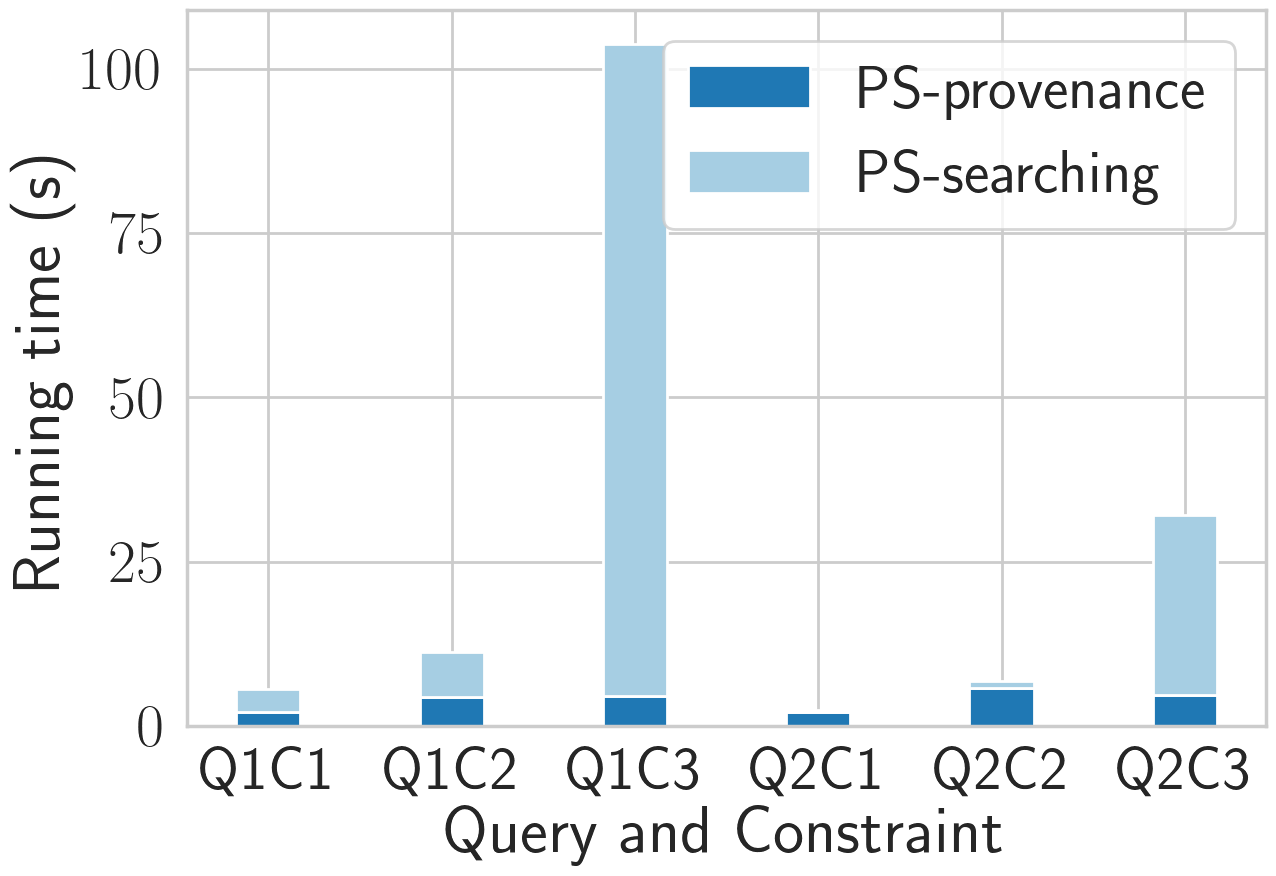 Running time (s)
100
75
50
25
0
PS-provenance
PS-searching
Q1C1 Q1C2 Q1C3 Q2C1 Q2C2 Q2C3
Query and Constraint